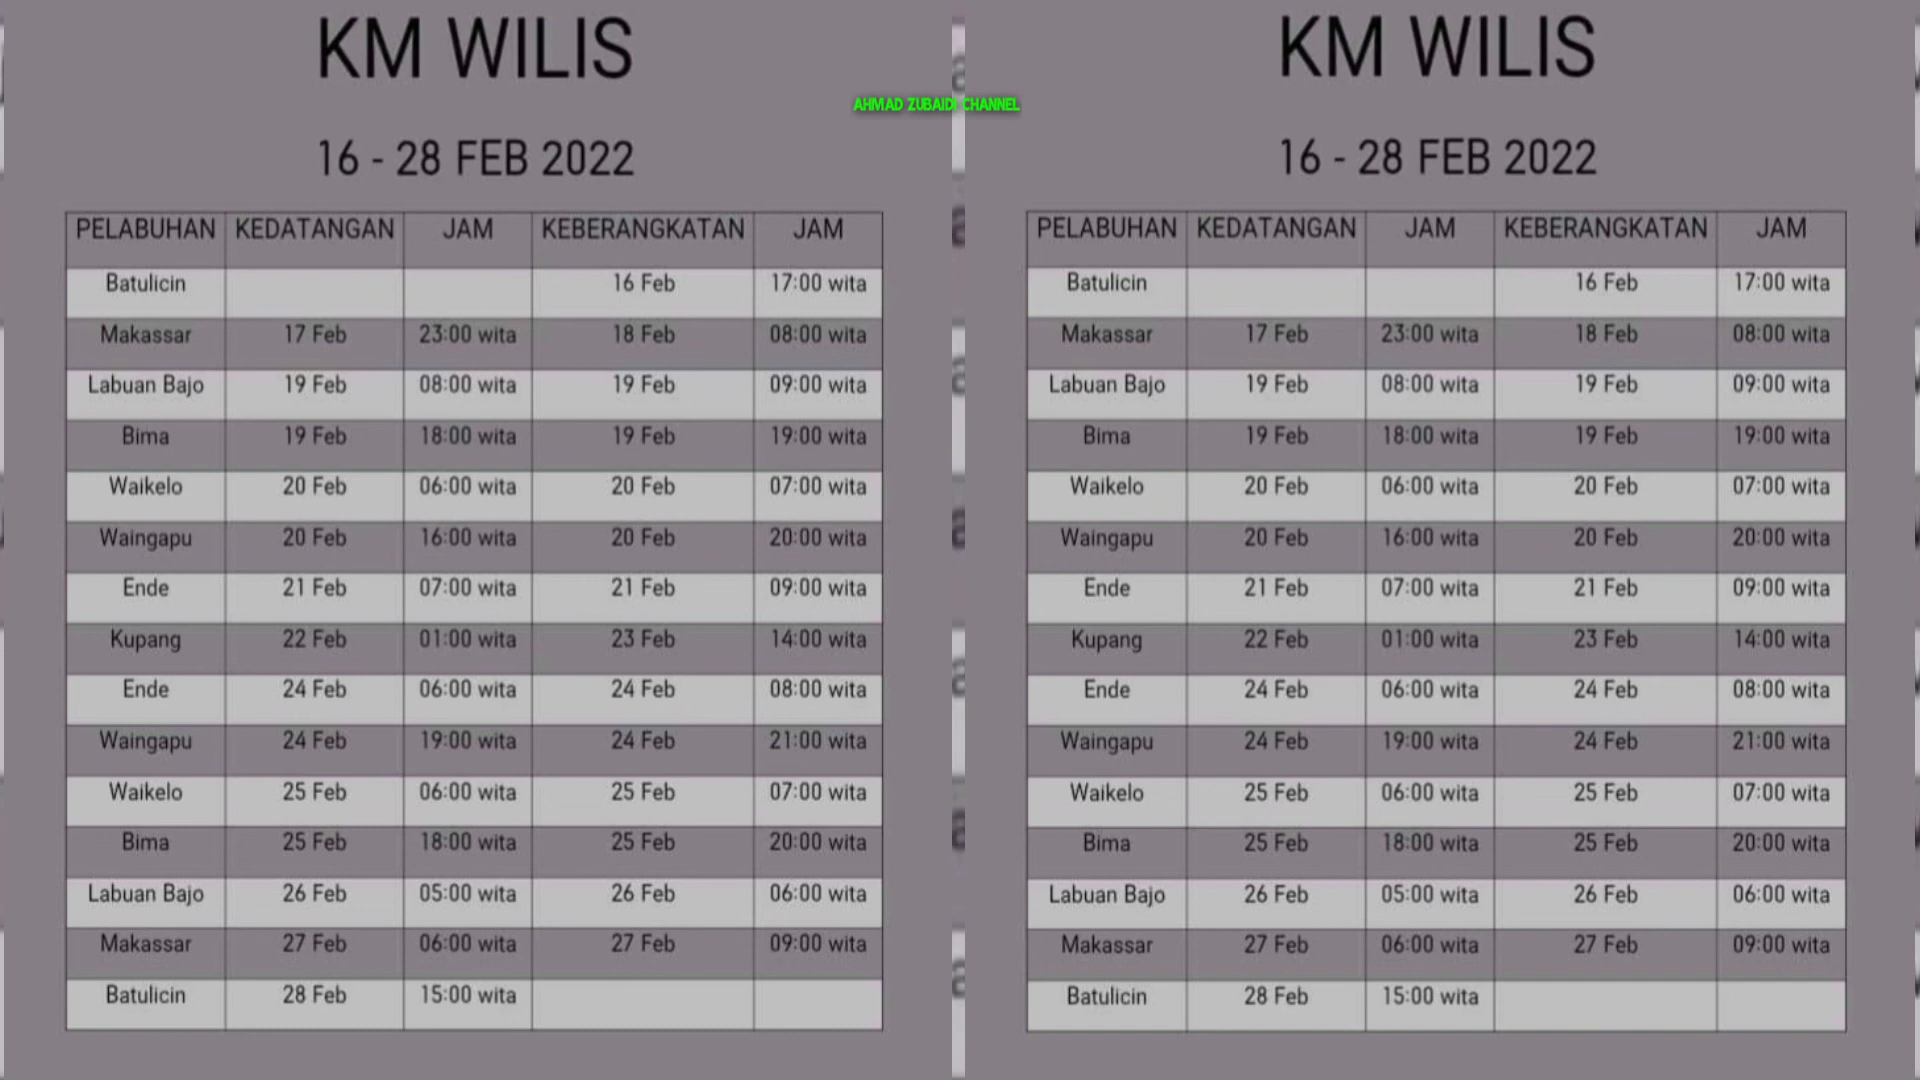 KM WILIS
16 - 28 FEB 2022
PELABUHAN KEDATANGAN JAM KEBERANGKATAN JAM
Batulicin 16 Feb 17:00 wita
Makassar 17 Feb 23:00 wita 18 Feb 08:00 wita
Labuan Bajo 19 Feb 08:00 wita 19 Feb 09:00 wita
Bima 19 Feb 18:00 wita 19 Feb 19:00 wita
Waikelo 20 Feb 06:00 wita 20 Feb 07:00 wita
Waingapu 20 Feb 16:00 wita 20 Feb 20:00 wita
Ende 21 Feb 07:00 wita 21 Feb 09:00 wita
Kupang 22 Feb 01:00 wita 23 Feb 14:00 wita
Ende 24 Feb 06:00 wita 24 Feb 08:00 wita
Waingapu 24 Feb 19:00 wita 24 Feb 21:00 wita
Waikelo 25 Feb 06:00 wita 25 Feb 07:00 wita
Bima 25 Feb 18:00 wita 25 Feb 20:00 wita
Labuan Bajo 26 Feb 05:00 wita 26 Feb 06:00 wita
Makassar 27 Feb 06:00 wita 27 Feb 09:00 wita
Batulicin 28 Feb 15:00 wita
AHMAD ZUBAIDI CHANNEL
KM WILIS
16 - 28 FEB 2022
PELABUHAN KEDATANGAN JAM KEBERANGKATAN JAM
Batulicin 16 Feb 17:00 wita
Makassar 17 Feb 23:00 wita 18 Feb 08:00 wita
Labuan Bajo 19 Feb 08:00 wita 19 Feb 09:00 wita
Bima 19 Feb 18:00 wita 19 Feb 19:00 wita
Waikelo 20 Feb 06:00 wita 20 Feb 07:00 wita
Waingapu 20 Feb 16:00 wita 20 Feb 20:00 wita
Ende 21 Feb 07:00 wita 21 Feb 09:00 wita
Kupang 22 Feb 01:00 wita 23 Feb 14:00 wita
Ende 24 Feb 06:00 wita 24 Feb 08:00 wita
Waingapu 24 Feb 19:00 wita 24 Feb 21:00 wita
Waikelo 25 Feb 06:00 wita 25 Feb 07:00 wita
Bima 25 Feb 18:00 wita 25 Feb 20:00 wita
Labuan Bajo 26 Feb 05:00 wita 26 Feb 06:00 wita
Makassar 27 Feb 06:00 wita 27 Feb 09:00 wita
Batulicin 28 Feb 15:00 wita